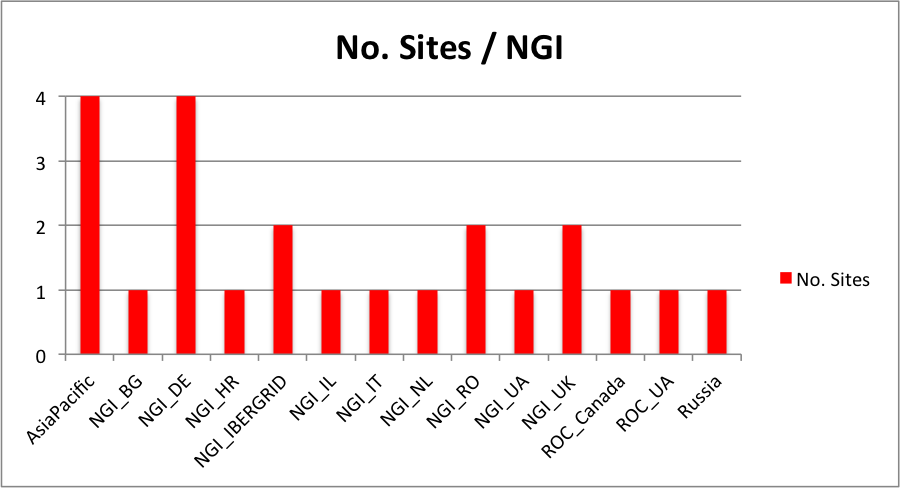 No. Sites / NGI
4
3
2
1
0
AsiaPacific
NGI_BG
NGI_DE
NGI_HR
NGI_IBERGRID
NGI_IL
NGI_IT
NGI_NL
NGI_RO
NGI_UA
NGI_UK
ROC_Canada
ROC_UA
Russia
No. Sites